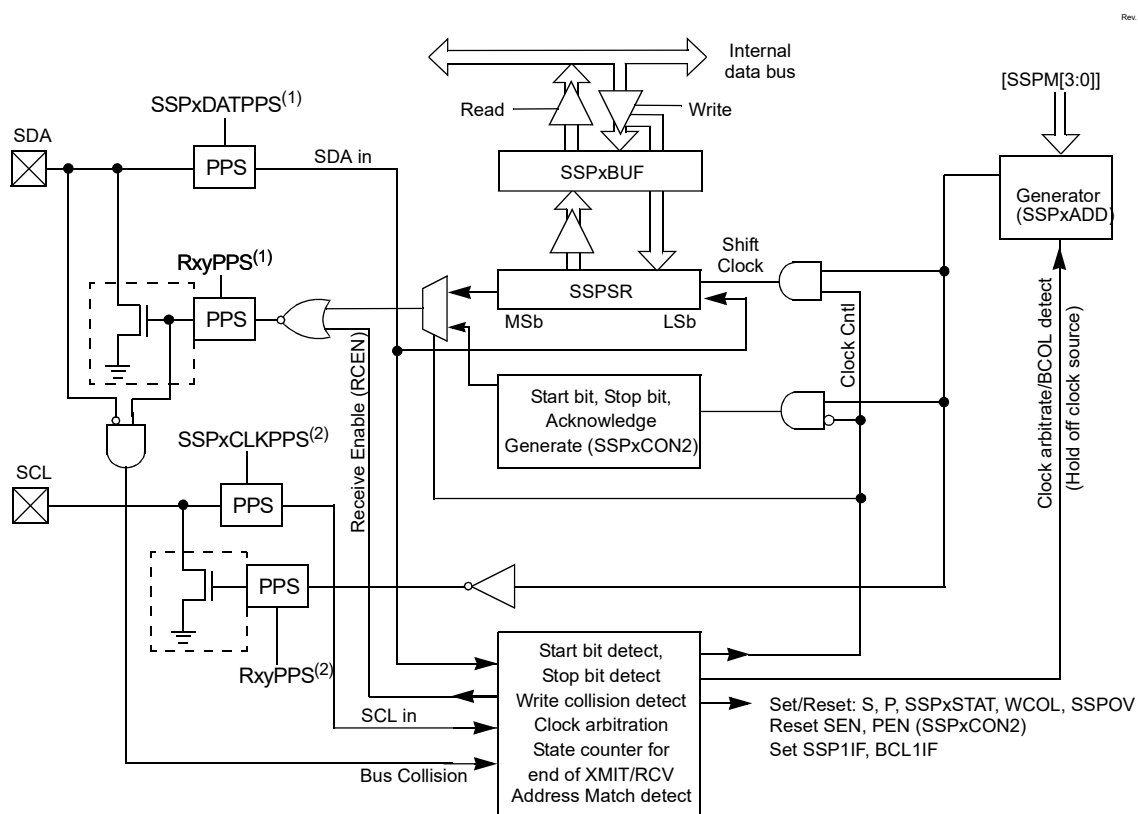 Rev.
Internal
data bus
[SSPM[3:0]]
Read
Write
SSPxDATPPS(1)
SDA
PPS
SDA in
SSPxBUF
Generator
(SSPxADD)
Shift
Clock
RxyPPS(1)
PPS
SSPSR
MSb
LSb
Clock Cntl
Receive Enable (RCEN)
Start bit, Stop bit,
Acknowledge
Generate (SSPxCON2)
Clock arbitrate/BCOL detect
(Hold off clock source)
SSPxCLKPPS(2)
SCL
PPS
PPS
RxyPPS(2)
Start bit detect,
Stop bit detect
Write collision detect
Clock arbitration
State counter for
end of XMIT/RCV
Address Match detect
SCL in
Bus Collision
Set/Reset: S, P, SSPxSTAT, WCOL, SSPOV
Reset SEN, PEN (SSPxCON2)
Set SSP1IF, BCL1IF